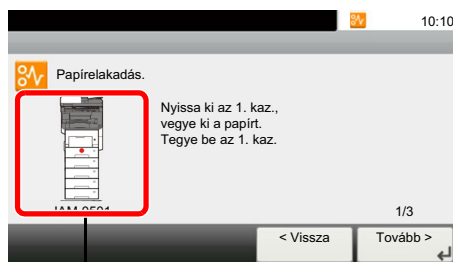 10:10
Papírelakadás.
Nyissa ki az 1. kaz.,
vegye ki a papírt.
Tegye be az 1. kaz.
1/3
< Vissza
Tovább >